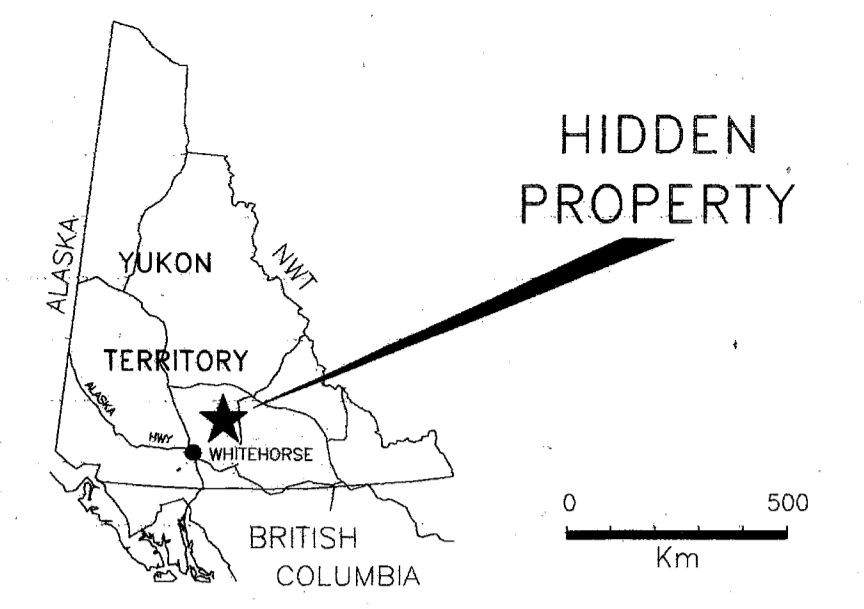 HIDDEN
PROPERTY
ALASKA
YUKON
NWT
TERRITORY
ALASKA
HWY
WHITEHORSE
BRITISH
COLUMBIA
0 500
Km